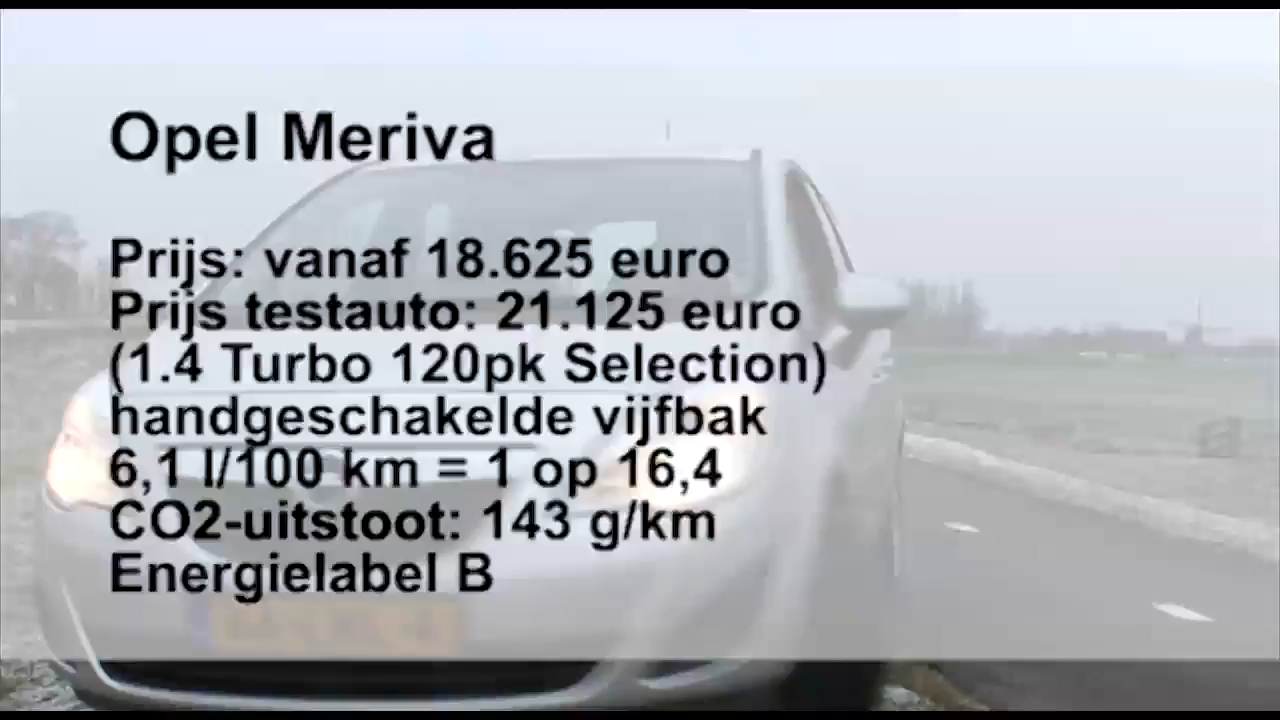 Opel Meriva
Prijs: vanaf 18.625 euro
Prijs testauto: 21.125 euro
(1.4 Turbo 120pk Selection)
handgeschakelde vijfbak
6,1 l/100 km = 1 op 16,4
CO2-uitstoot: 143 g/km
Energielabel B